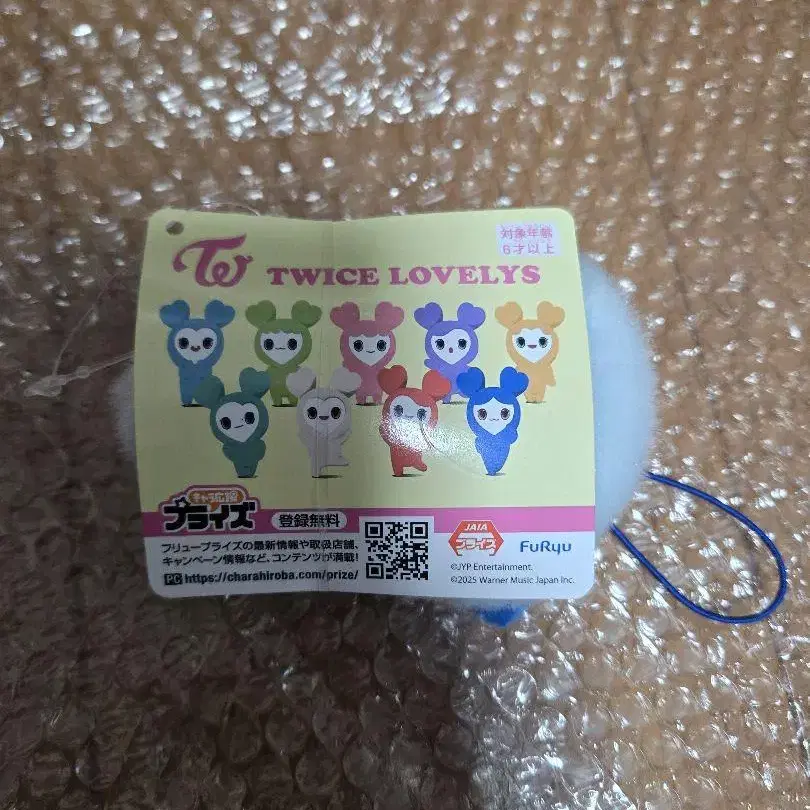 対象年齢
6才以上
TW
TWICE LOVELYS
キャラ広場
プライズ
登録無料
フリュープライズの最新情報や取扱店舗、
キャンペーン情報など、コンテンツが満載!
PC https://charahiroba.com/prize/
JAIA
プライズ
FuRyu
©JYP Entertainment.
©2025 Warner Music Japan Inc.